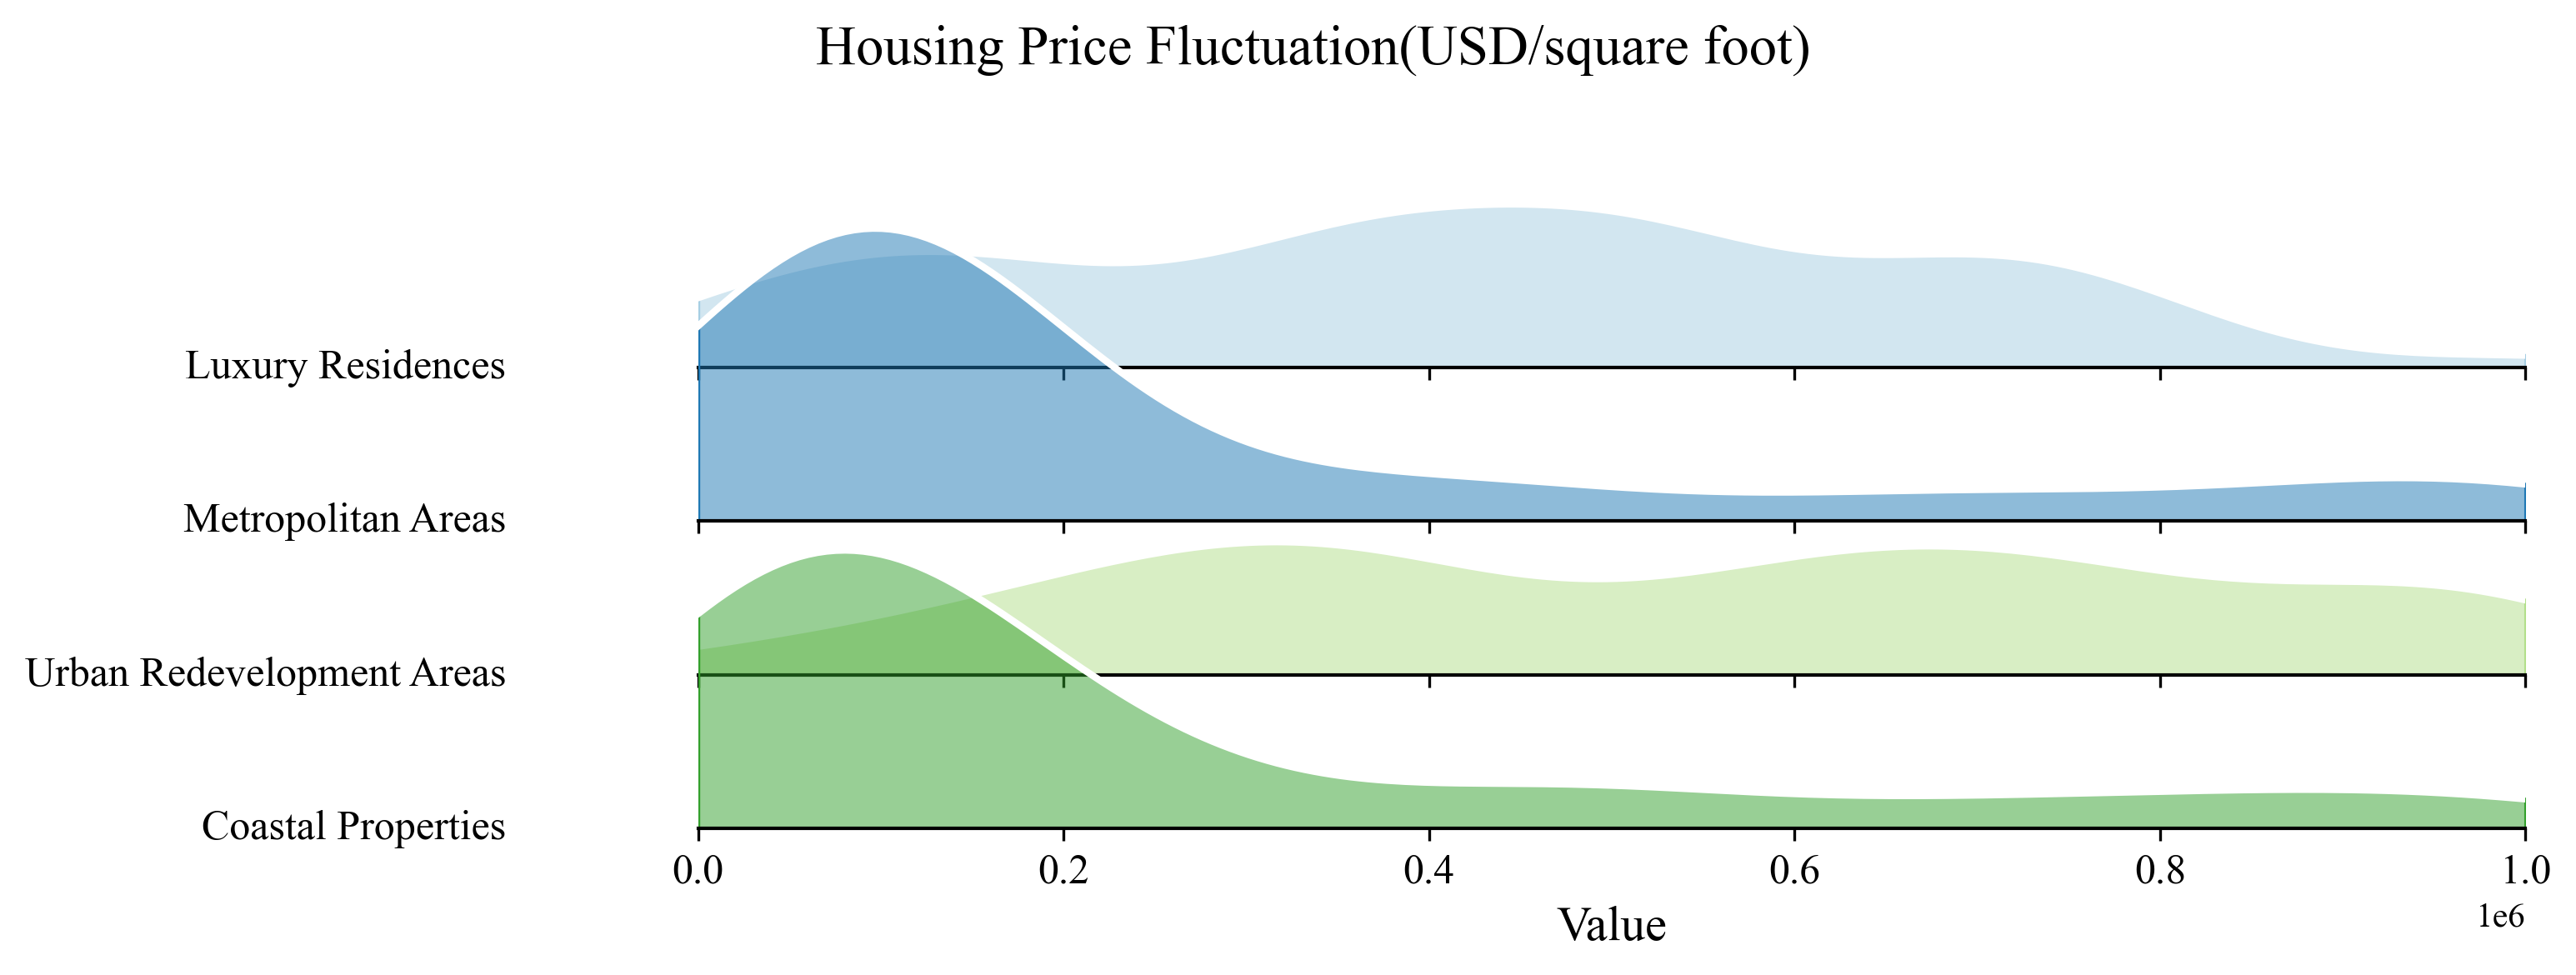 Housing Price Fluctuation(USD/square foot)
Luxury Residences
Metropolitan Areas
Urban Redevelopment Areas
Coastal Properties
0.0 0.2 0.4 0.6 0.8 1.0
1e6
Value